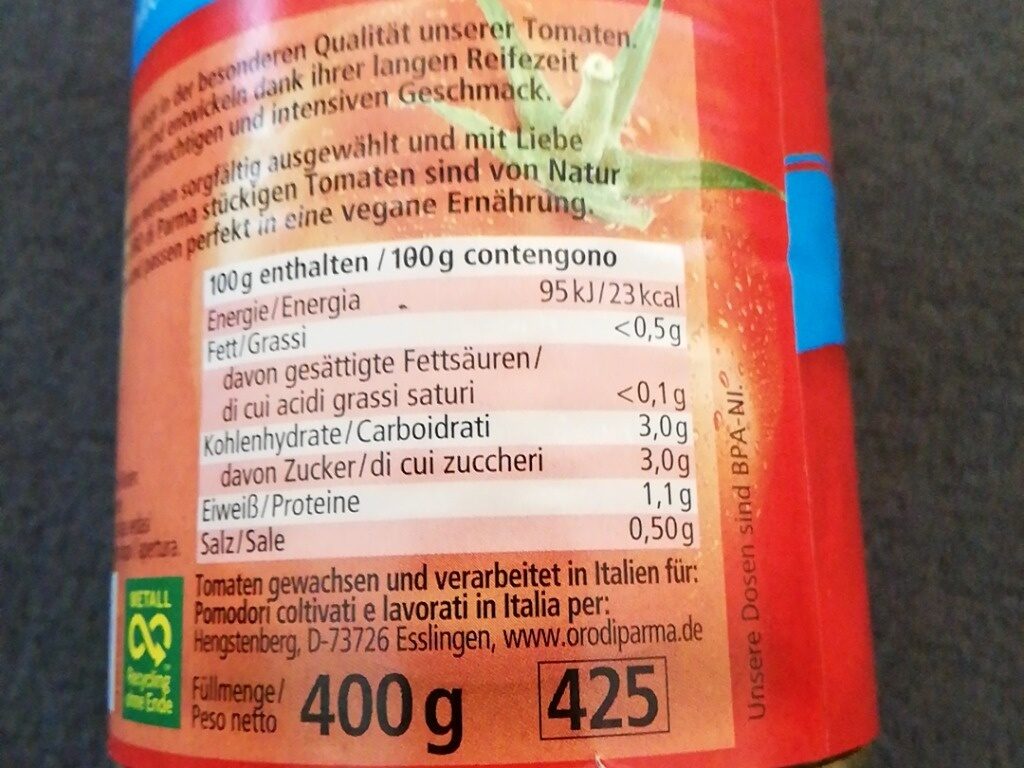 in der besonderen Qualität unserer Tomaten.
entwickeln dank ihrer langen Reifezeit
und intensiven Geschmack.
sorgfältig ausgewählt und mit Liebe
Parma stückigen Tomaten sind von Natur
perfekt in eine vegane Ernährung.
100g enthalten / 100g contengono
Energie/Energia 95kJ/23kcal
Fett/Grassi <0,5g
davon gesättigte Fettsäuren/
di cui acidi grassi saturi <0,1g
Kohlenhydrate/Carboidrati 3,0g
davon Zucker/di cui zuccheri 3,0g
Eiweiß/Proteine 1,1g
Salz/Sale 0,50g
Tomaten gewachsen und verarbeitet in Italien für:
Pomodori coltivati e lavorati in Italia per:
Hengstenberg, D-73726 Esslingen, www.orodiparma.de
METALL
Recycling
ohne Ende
Füllmenge/
Peso netto
400g
425
Unsere Dosen sind BPA-NI.